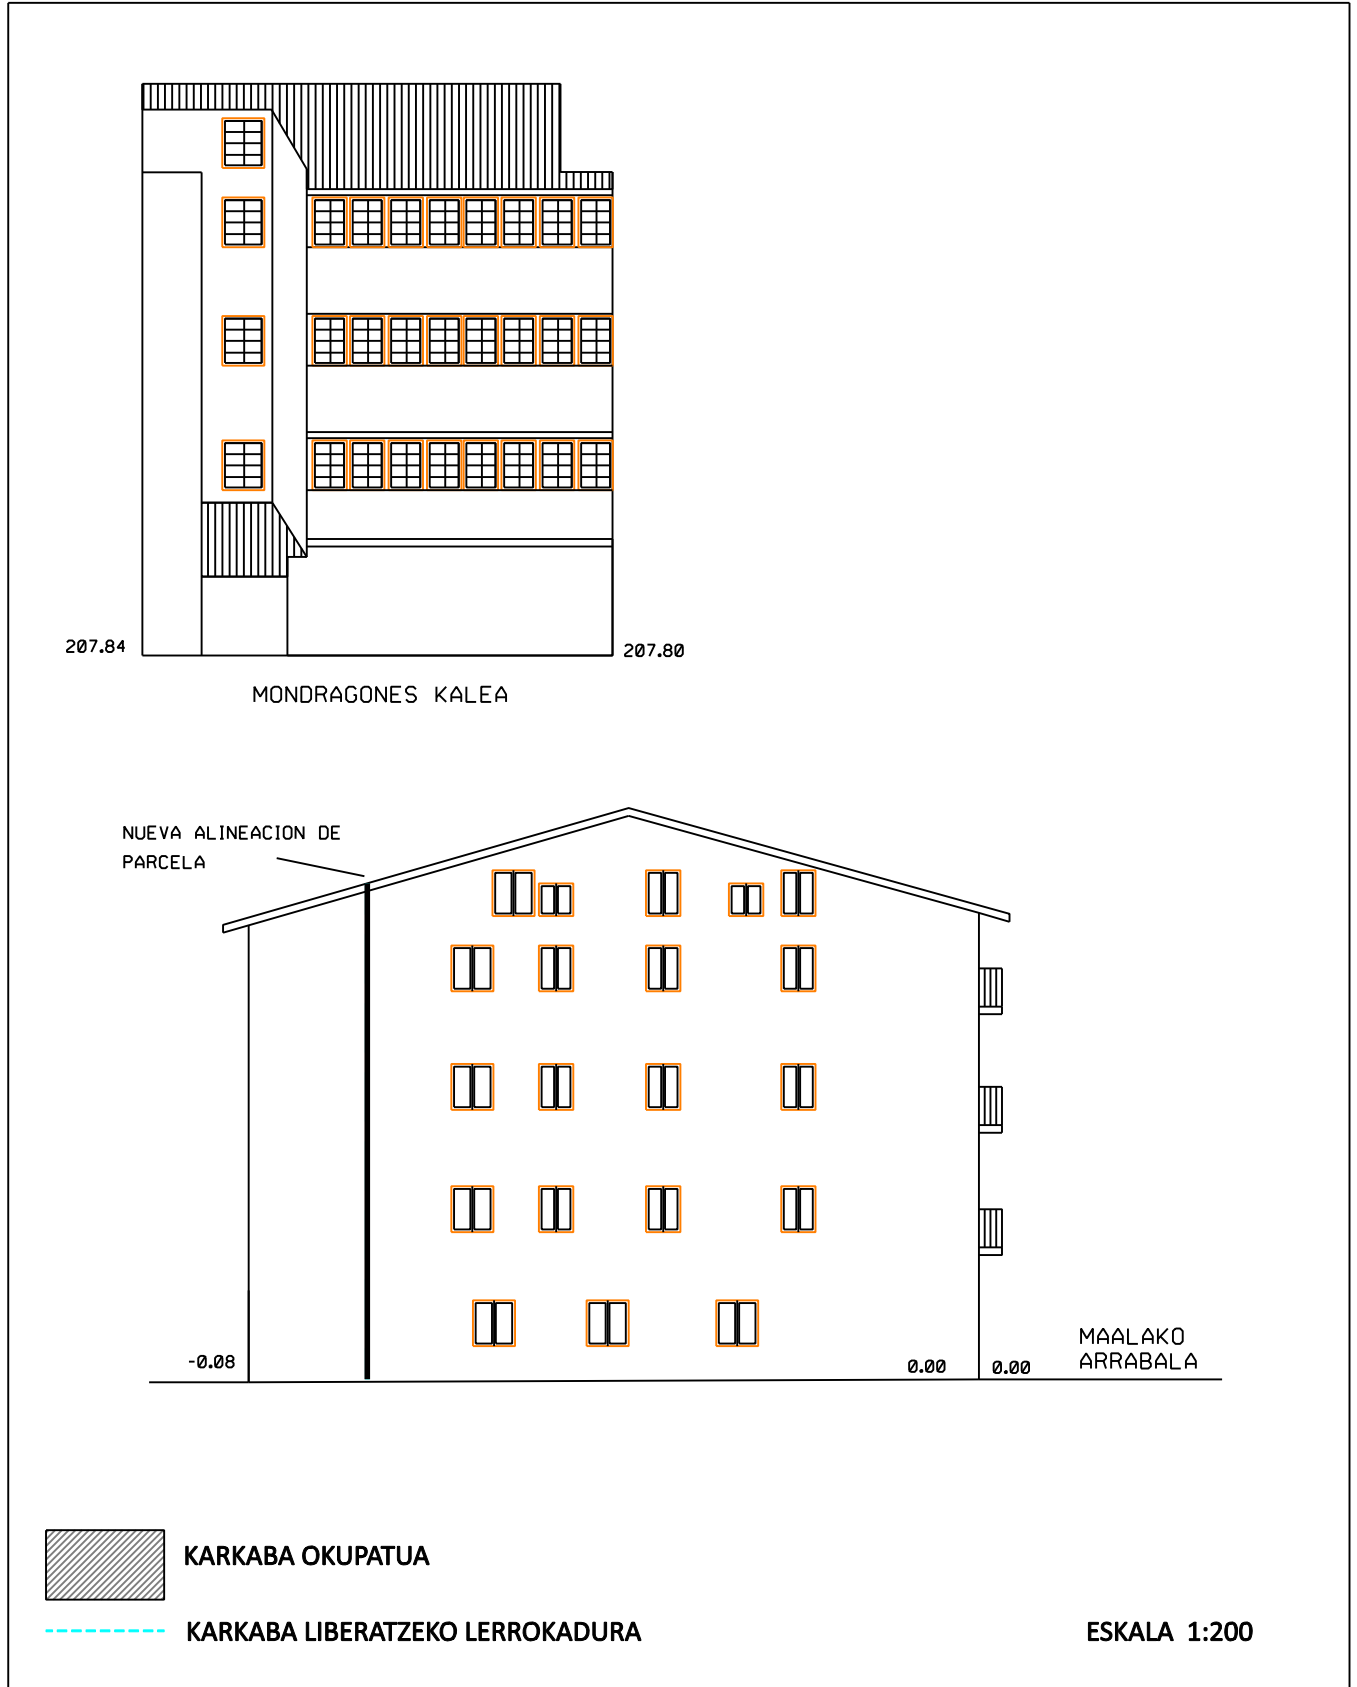 207.84
207.80
MONDRAGONES KALEA
NUEVA ALINEACION DE
PARCELA
-0.08
0.00
0.00
MAALAKO
ARRABALA
KARKABA OKUPATUA
KARKABA LIBERATZEKO LERROKADURA
ESKALA 1:200